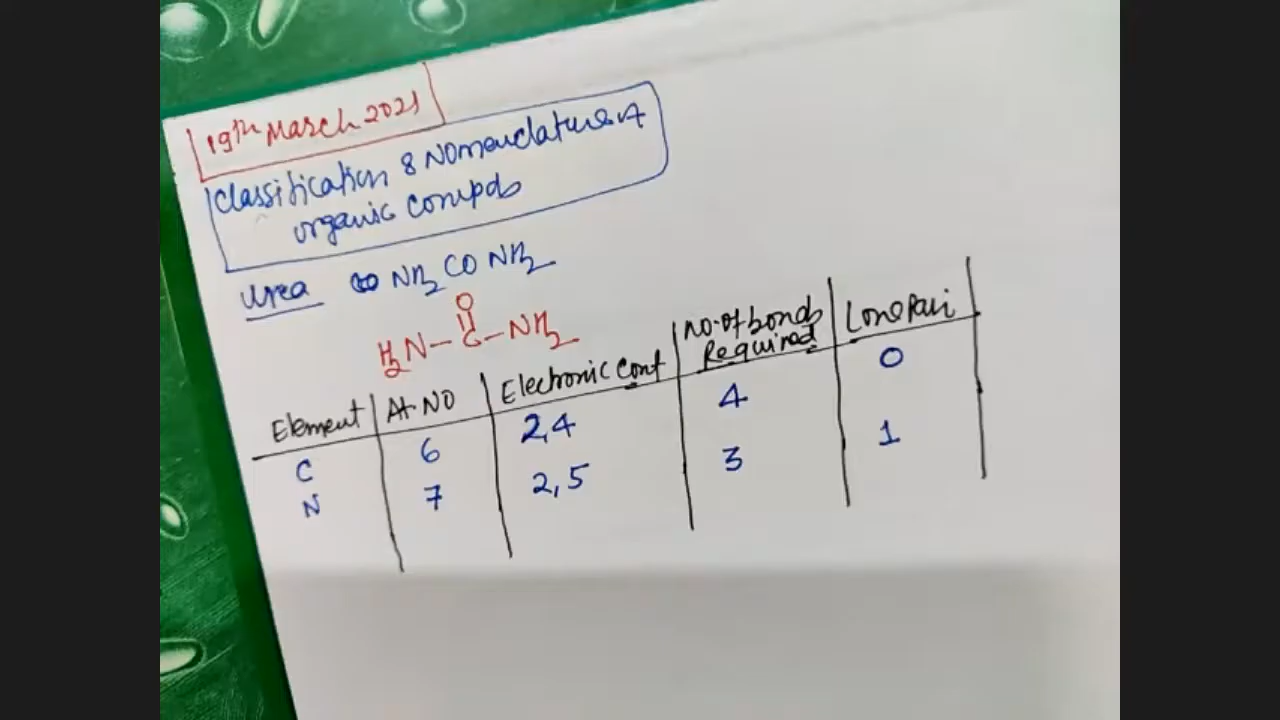 19th March 2021
Classification & Nomenclature of
organic compds
Urea NH2 CO NH2
O
H2N-C-NH2
Element At.NO Electronic Conf No.of bonds Required Lone Pair
C 6 2,4 4 0
N 7 2,5 3 1